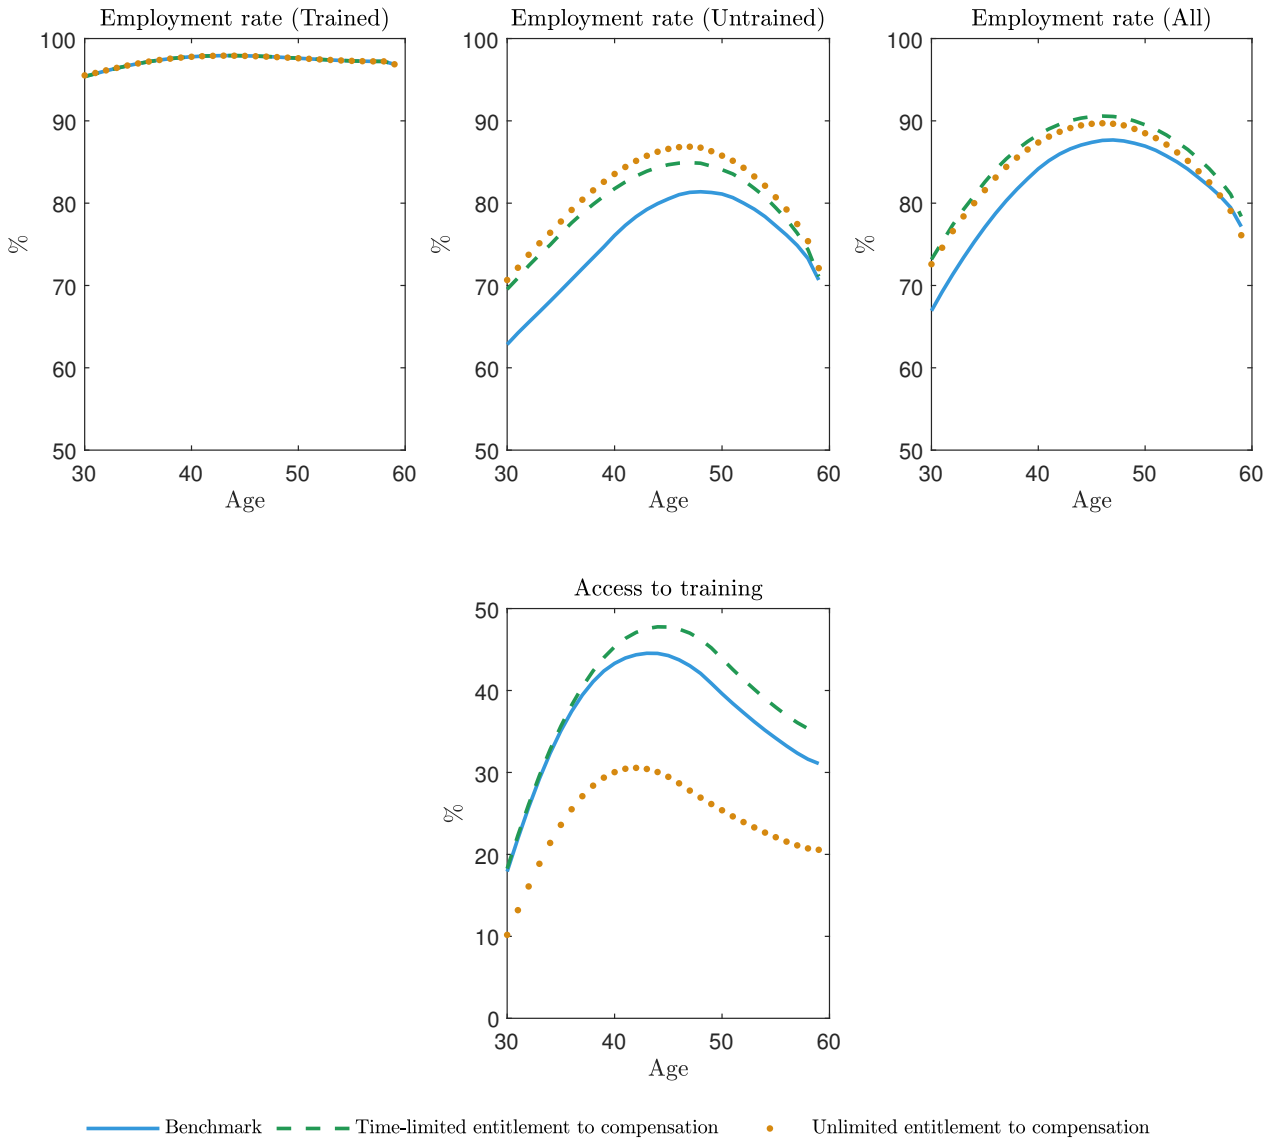 Employment rate (Trained)
100
90
80
70
60
50
%
30 40 50 60
Age
Employment rate (Untrained)
100
90
80
70
60
50
%
30 40 50 60
Age
Employment rate (All)
100
90
80
70
60
50
%
30 40 50 60
Age
Access to training
50
40
30
20
10
0
%
30 40 50 60
Age
Benchmark Time-limited entitlement to compensation Unlimited entitlement to compensation